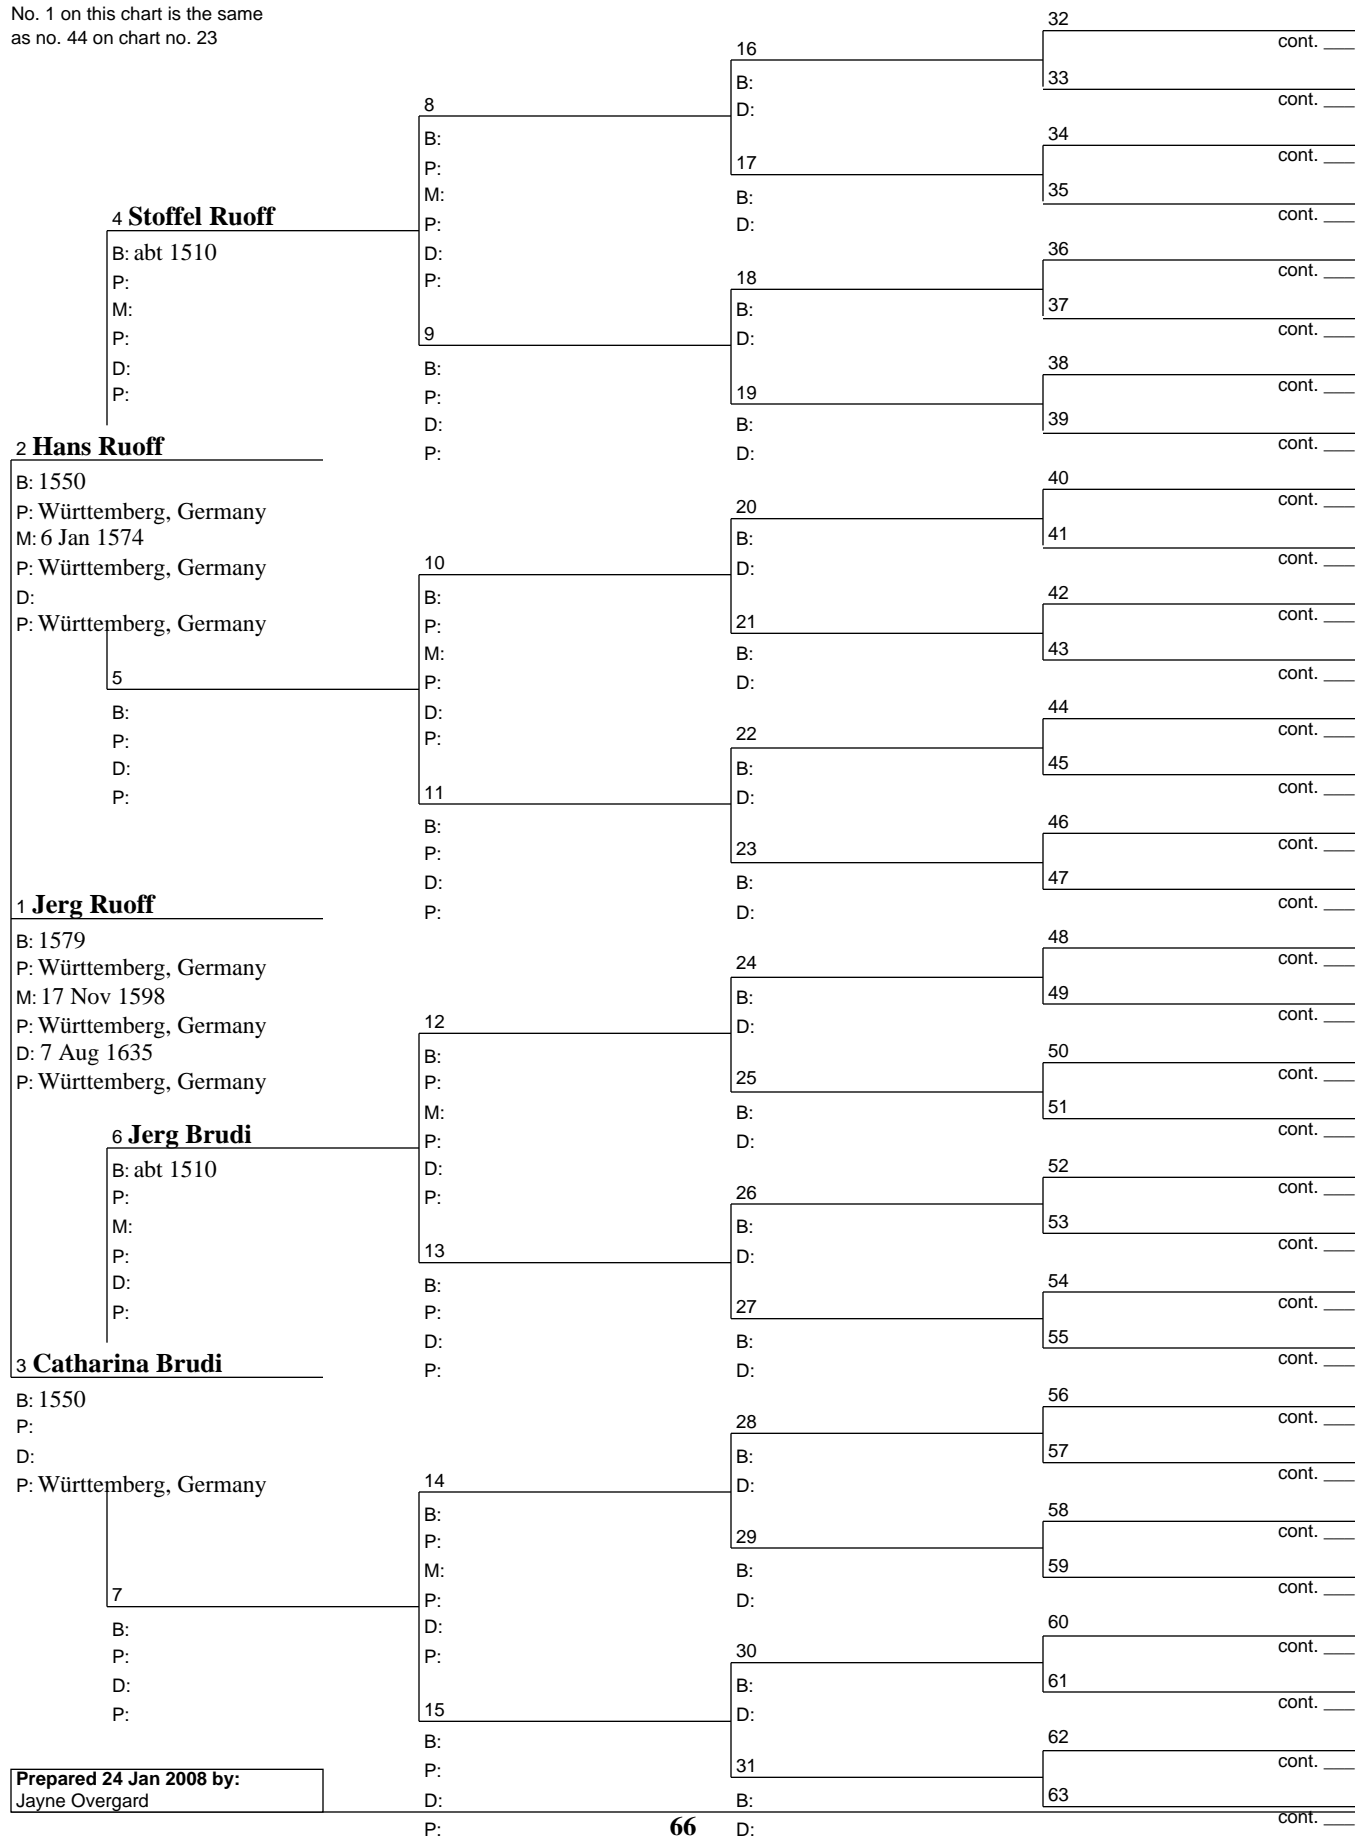 No. 1 on this chart is the same
as no. 44 on chart no. 23
4 Stoffel Ruoff
B: abt 1510
P:
M:
P:
D:
P:
2 Hans Ruoff
B: 1550
P: Württemberg, Germany
M: 6 Jan 1574
P: Württemberg, Germany
D:
P: Württemberg, Germany
5
B:
P:
D:
P:
1 Jerg Ruoff
B: 1579
P: Württemberg, Germany
M: 17 Nov 1598
P: Württemberg, Germany
D: 7 Aug 1635
P: Württemberg, Germany
6 Jerg Brudi
B: abt 1510
P:
M:
P:
D:
P:
3 Catharina Brudi
B: 1550
P:
D:
P: Württemberg, Germany
7
B:
P:
D:
P:
8
B:
P:
M:
P:
D:
P:
9
B:
P:
D:
P:
10
B:
P:
M:
P:
D:
P:
11
B:
P:
D:
P:
12
B:
P:
M:
P:
D:
P:
13
B:
P:
D:
P:
14
B:
P:
M:
P:
D:
P:
15
B:
P:
D:
P:
16
B:
D:
17
B:
D:
18
B:
D:
19
B:
D:
20
B:
D:
21
B:
D:
22
B:
D:
23
B:
D:
24
B:
D:
25
B:
D:
26
B:
D:
27
B:
D:
28
B:
D:
29
B:
D:
30
B:
D:
31
B:
D:
32
cont. ___
33
cont. ___
34
cont. ___
35
cont. ___
36
cont. ___
37
cont. ___
38
cont. ___
39
cont. ___
40
cont. ___
41
cont. ___
42
cont. ___
43
cont. ___
44
cont. ___
45
cont. ___
46
cont. ___
47
cont. ___
48
cont. ___
49
cont. ___
50
cont. ___
51
cont. ___
52
cont. ___
53
cont. ___
54
cont. ___
55
cont. ___
56
cont. ___
57
cont. ___
58
cont. ___
59
cont. ___
60
cont. ___
61
cont. ___
62
cont. ___
63
cont. ___
Prepared 24 Jan 2008 by:
Jayne Overgard
66